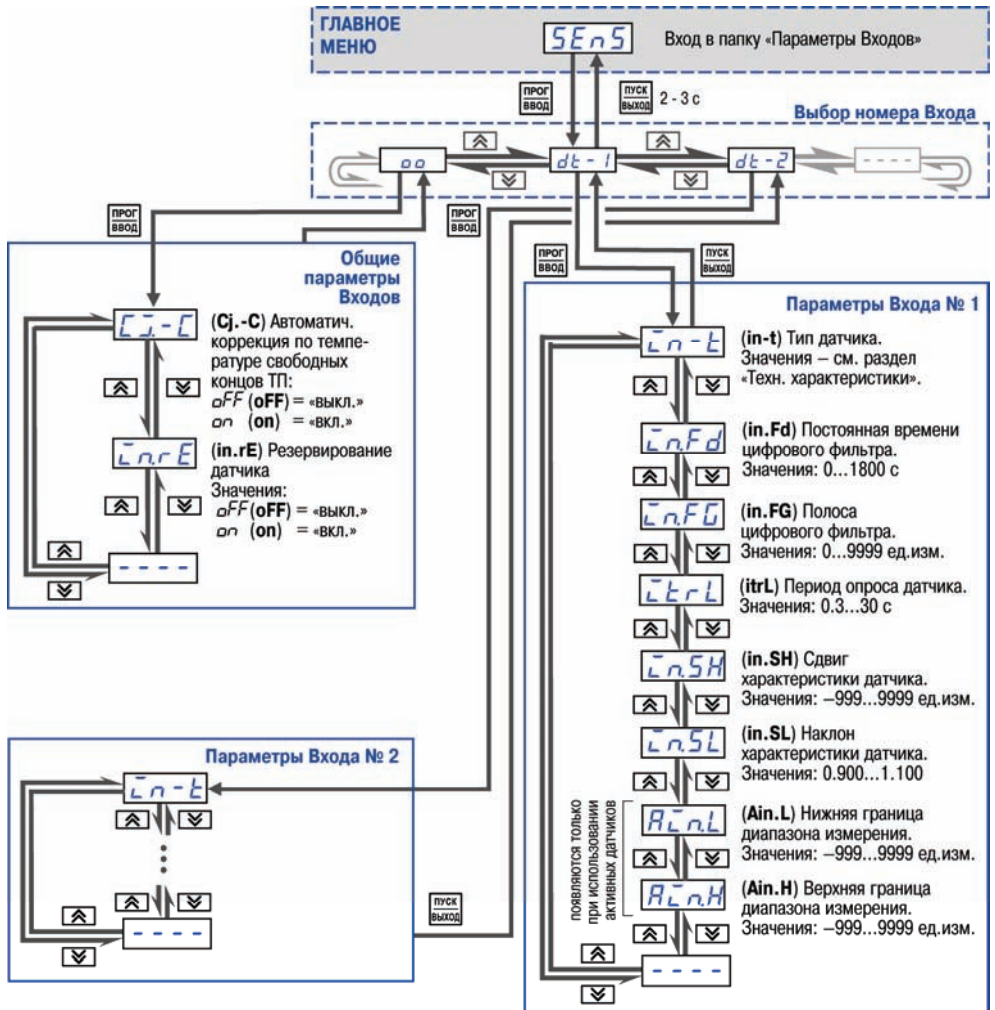 ГЛАВНОЕ
МЕНЮ
SEnS
Вход в папку «Параметры Входов»
ПРОГ
ВВОД
ПУСК
ВЫХОД
2 - 3 с
Выбор номера Входа
oo
dt-1
dt-2
- - - -
ПРОГ
ВВОД
ПРОГ
ВВОД
ПРОГ
ВВОД
ПУСК
ВЫХОД
Общие
параметры
Входов
Cj.-C
(Cj.-C) Автоматич.
коррекция по темпе-
ратуре свободных
концов ТП:
oFF (oFF) = «выкл.»
on (on) = «вкл.»
in.rE
(in.rE) Резервирование
датчика
Значения:
oFF (oFF) = «выкл.»
on (on) = «вкл.»
- - - -
Параметры Входа № 1
in-t
(in-t) Тип датчика.
Значения – см. раздел
«Техн. характеристики».
in.Fd
(in.Fd) Постоянная времени
цифрового фильтра.
Значения: 0...1800 с
in.FG
(in.FG) Полоса
цифрового фильтра.
Значения: 0...9999 ед.изм.
itrL
(itrL) Период опроса датчика.
Значения: 0.3...30 с
in.SH
(in.SH) Сдвиг
характеристики датчика.
Значения: –999...9999 ед.изм.
in.SL
(in.SL) Наклон
характеристики датчика.
Значения: 0.900...1.100
появляются только
при использовании
активных датчиков
Ain.L
(Ain.L) Нижняя граница
диапазона измерения.
Значения: –999...9999 ед.изм.
Ain.H
(Ain.H) Верхняя граница
диапазона измерения.
Значения: –999...9999 ед.изм.
- - - -
Параметры Входа № 2
in-t
- - - -
ПУСК
ВЫХОД